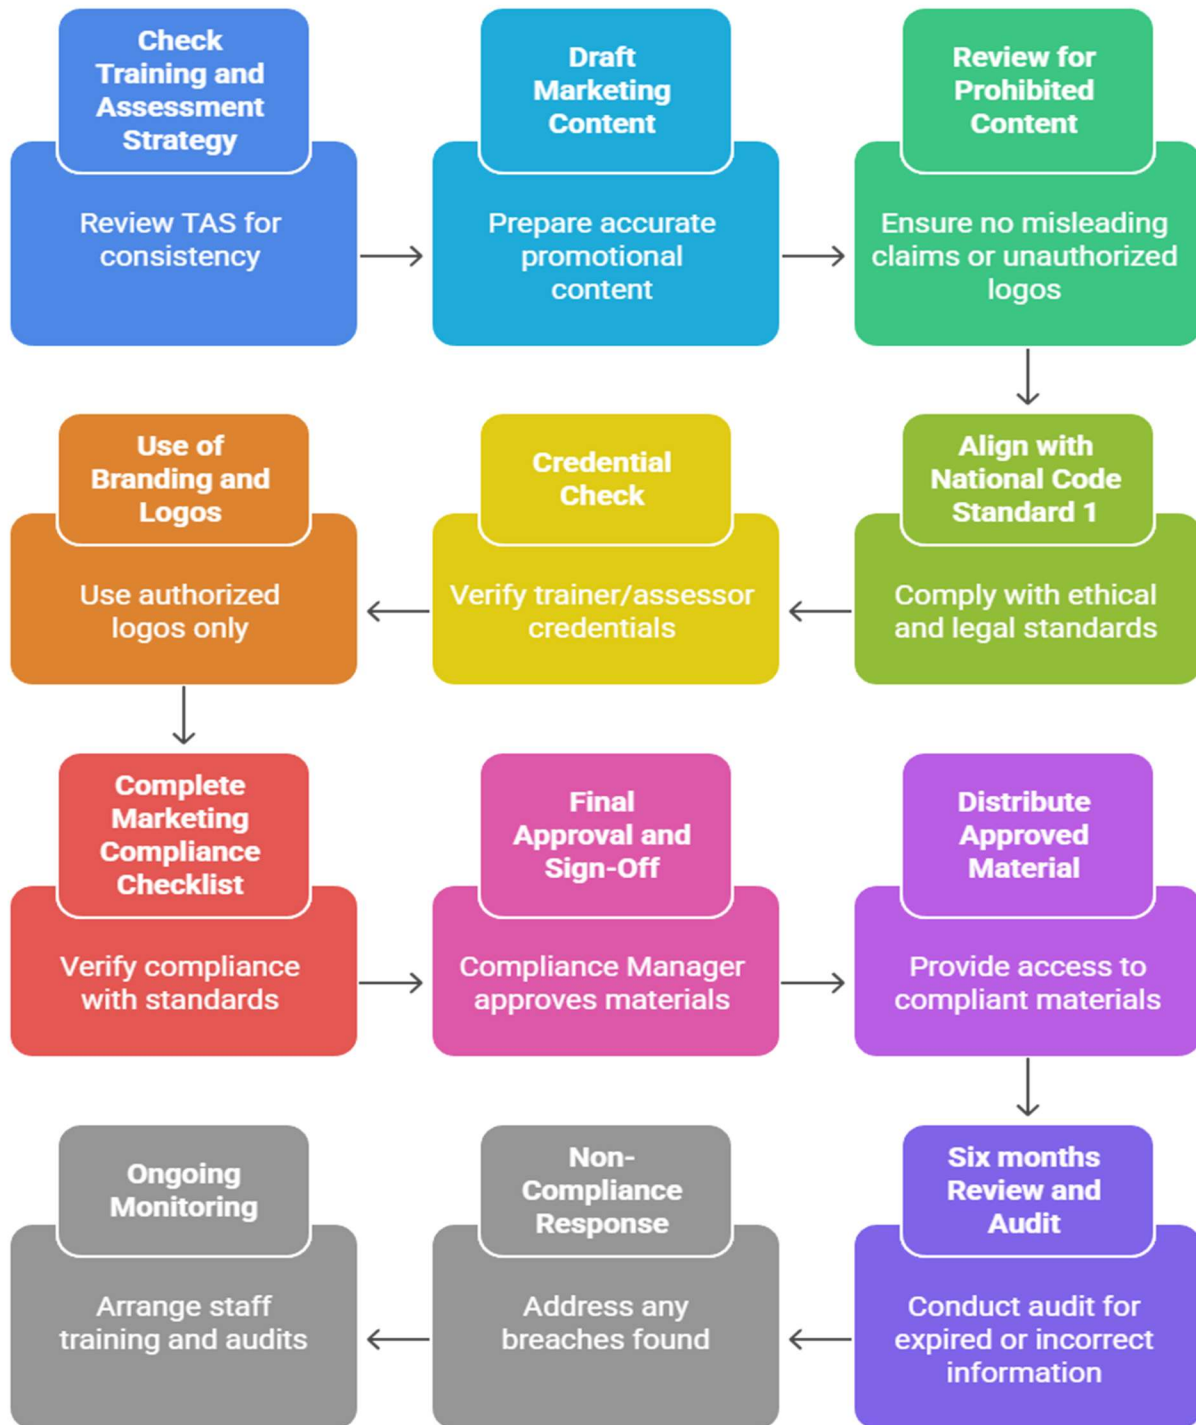 Check
Training and
Assessment
Strategy
Review TAS for
consistency
Draft
Marketing
Content
Prepare accurate
promotional
content
Review for
Prohibited
Content
Ensure no misleading
claims or unauthorized
logos
Align with
National Code
Standard 1
Comply with ethical
and legal standards
Credential
Check
Verify trainer/assessor
credentials
Use of
Branding and
Logos
Use authorized
logos only
Complete
Marketing
Compliance
Checklist
Verify compliance
with standards
Final
Approval and
Sign-Off
Compliance Manager
approves materials
Distribute
Approved
Material
Provide access to
compliant materials
Six months
Review and
Audit
Conduct audit for
expired or incorrect
information
Non-
Compliance
Response
Address any
breaches found
Ongoing
Monitoring
Arrange staff
training and audits